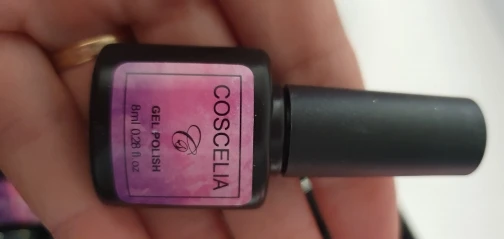 COSCELIA
GEL POLISH
8ml 0.28 fl. oz